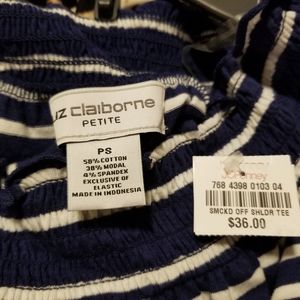 IZ claiborne
PETITE
PS
58% COTTON
38% MODAL
4% SPANDEX
EXCLUSIVE OF
ELASTIC
MADE IN INDONESIA
JCPenney
768 4398 0103 04
SMCKD OFF SHLDR TEE
$36.00